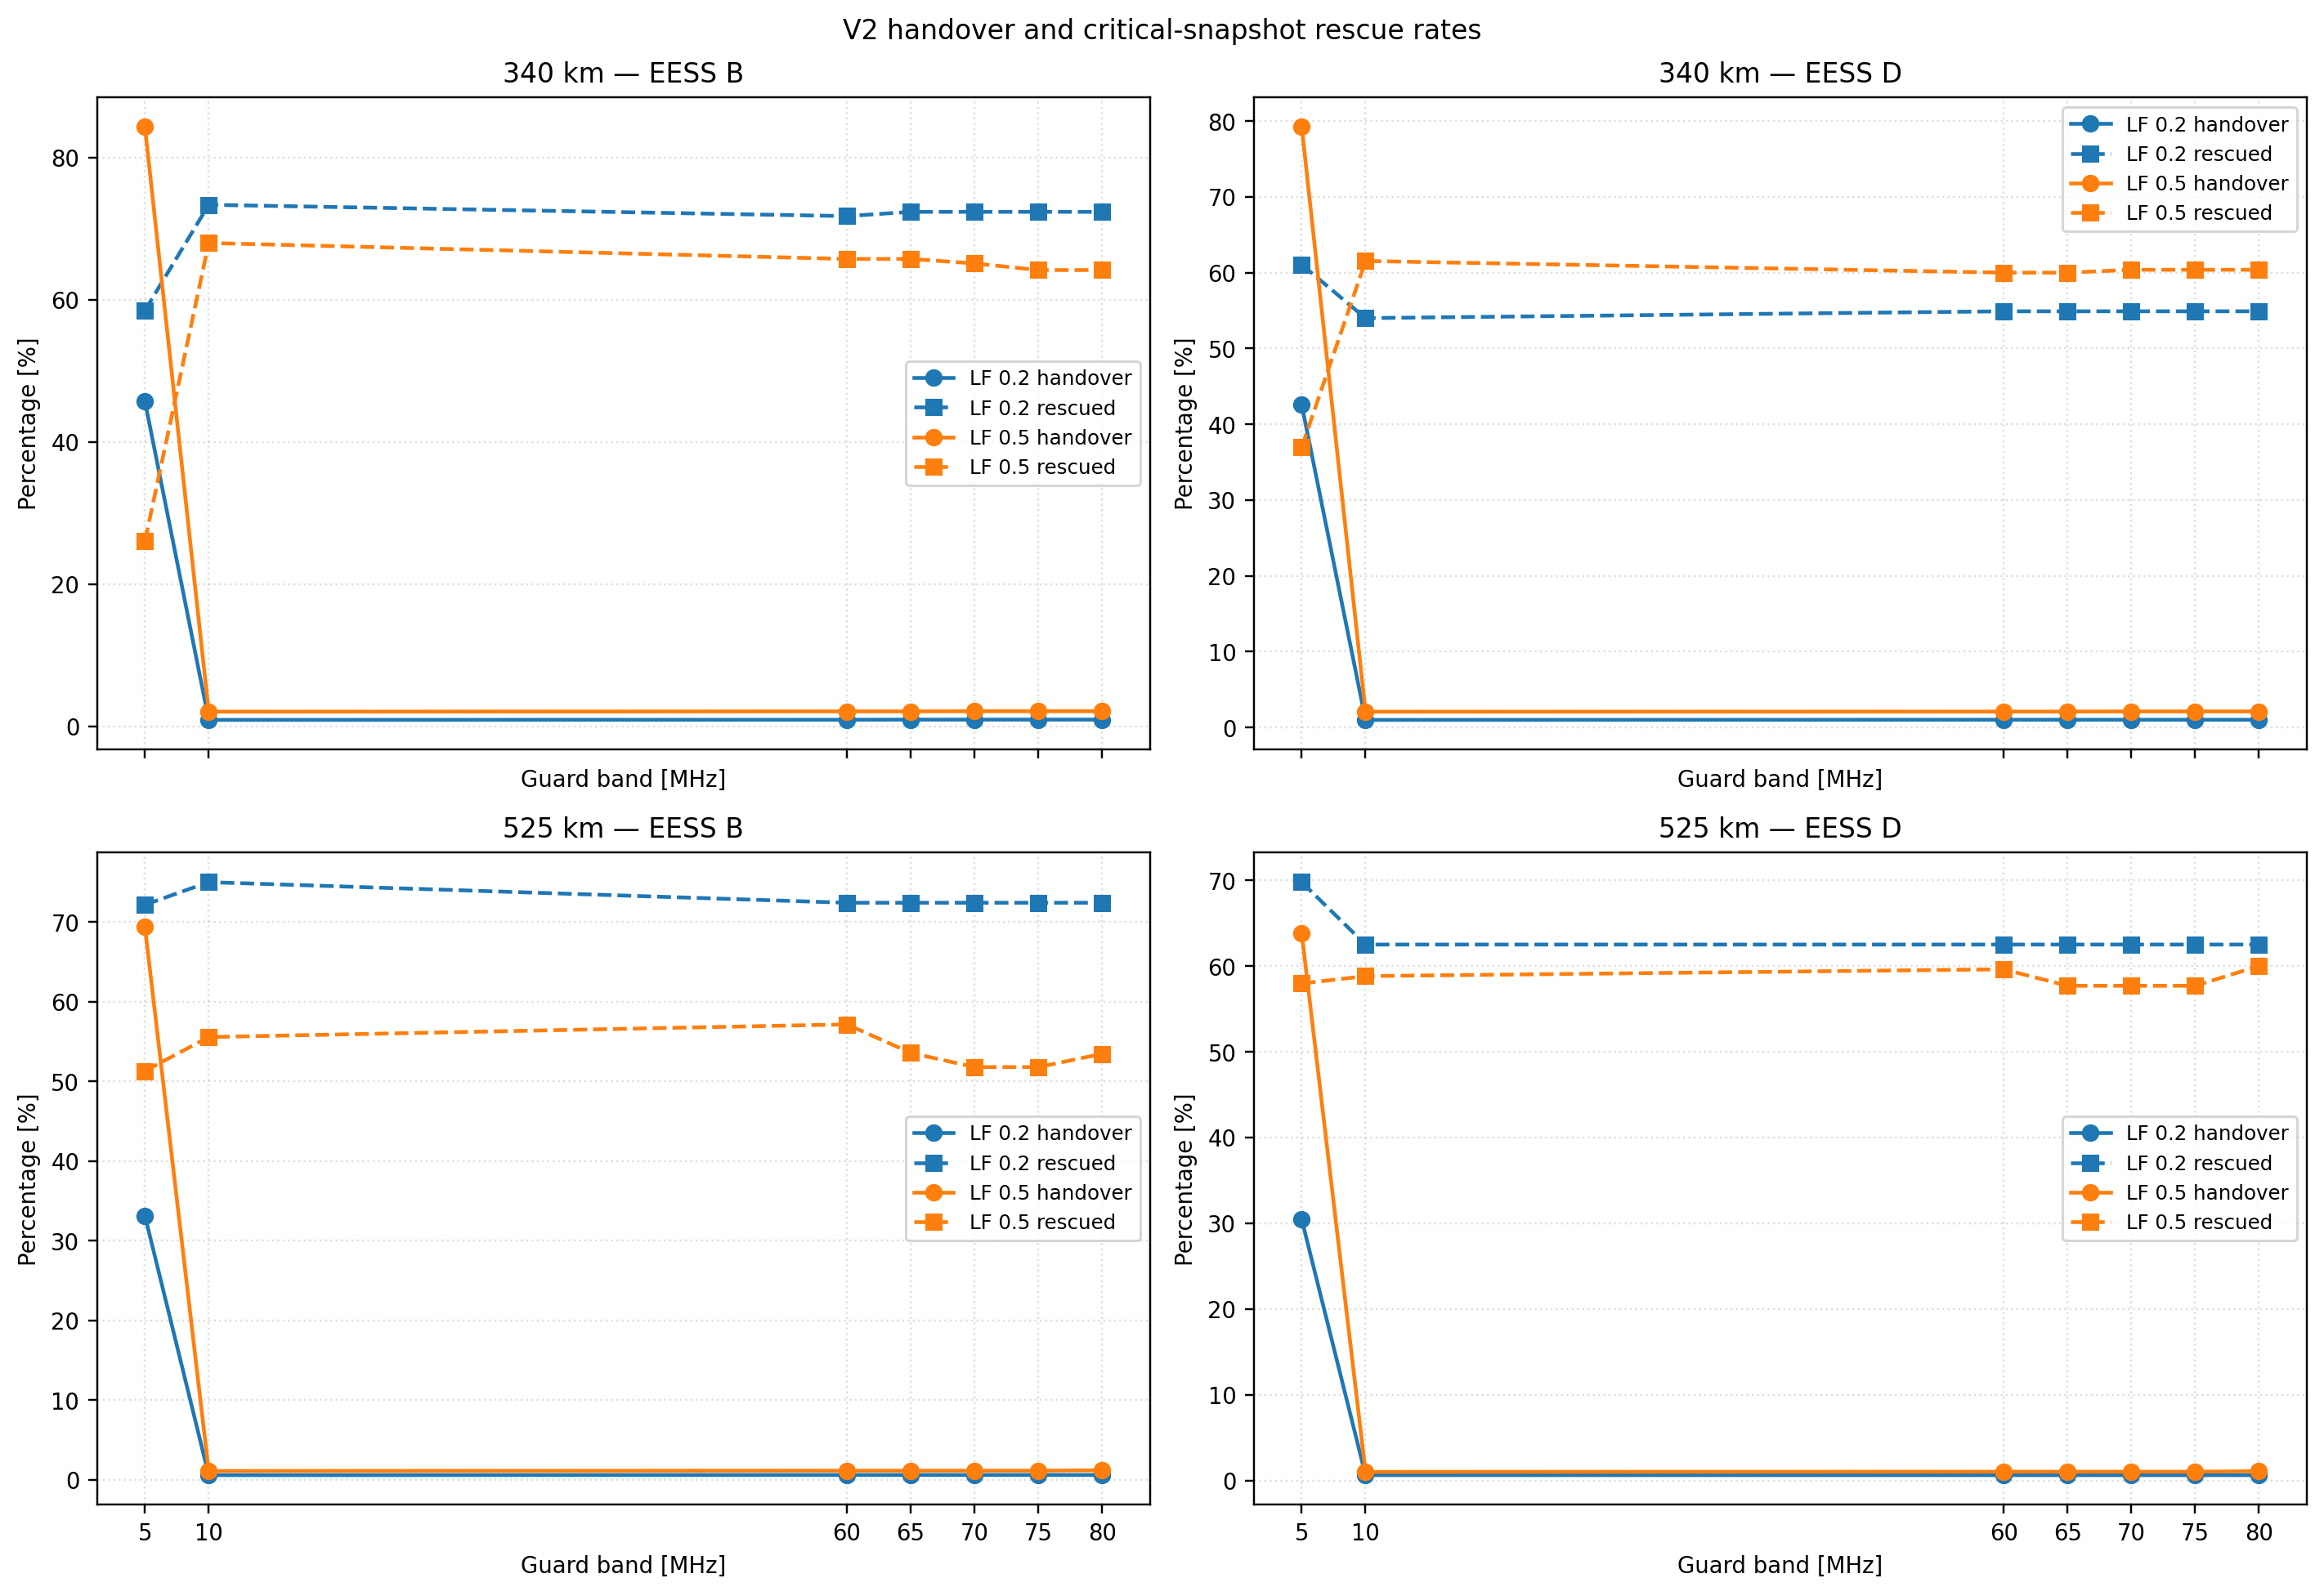 V2 handover and critical-snapshot rescue rates
340 km — EESS B
Percentage [%]
80
60
40
20
0
LF 0.2 handover
LF 0.2 rescued
LF 0.5 handover
LF 0.5 rescued
Guard band [MHz]
340 km — EESS D
Percentage [%]
80
70
60
50
40
30
20
10
0
LF 0.2 handover
LF 0.2 rescued
LF 0.5 handover
LF 0.5 rescued
Guard band [MHz]
525 km — EESS B
Percentage [%]
70
60
50
40
30
20
10
0
LF 0.2 handover
LF 0.2 rescued
LF 0.5 handover
LF 0.5 rescued
5 10 60 65 70 75 80
Guard band [MHz]
525 km — EESS D
Percentage [%]
70
60
50
40
30
20
10
0
LF 0.2 handover
LF 0.2 rescued
LF 0.5 handover
LF 0.5 rescued
5 10 60 65 70 75 80
Guard band [MHz]